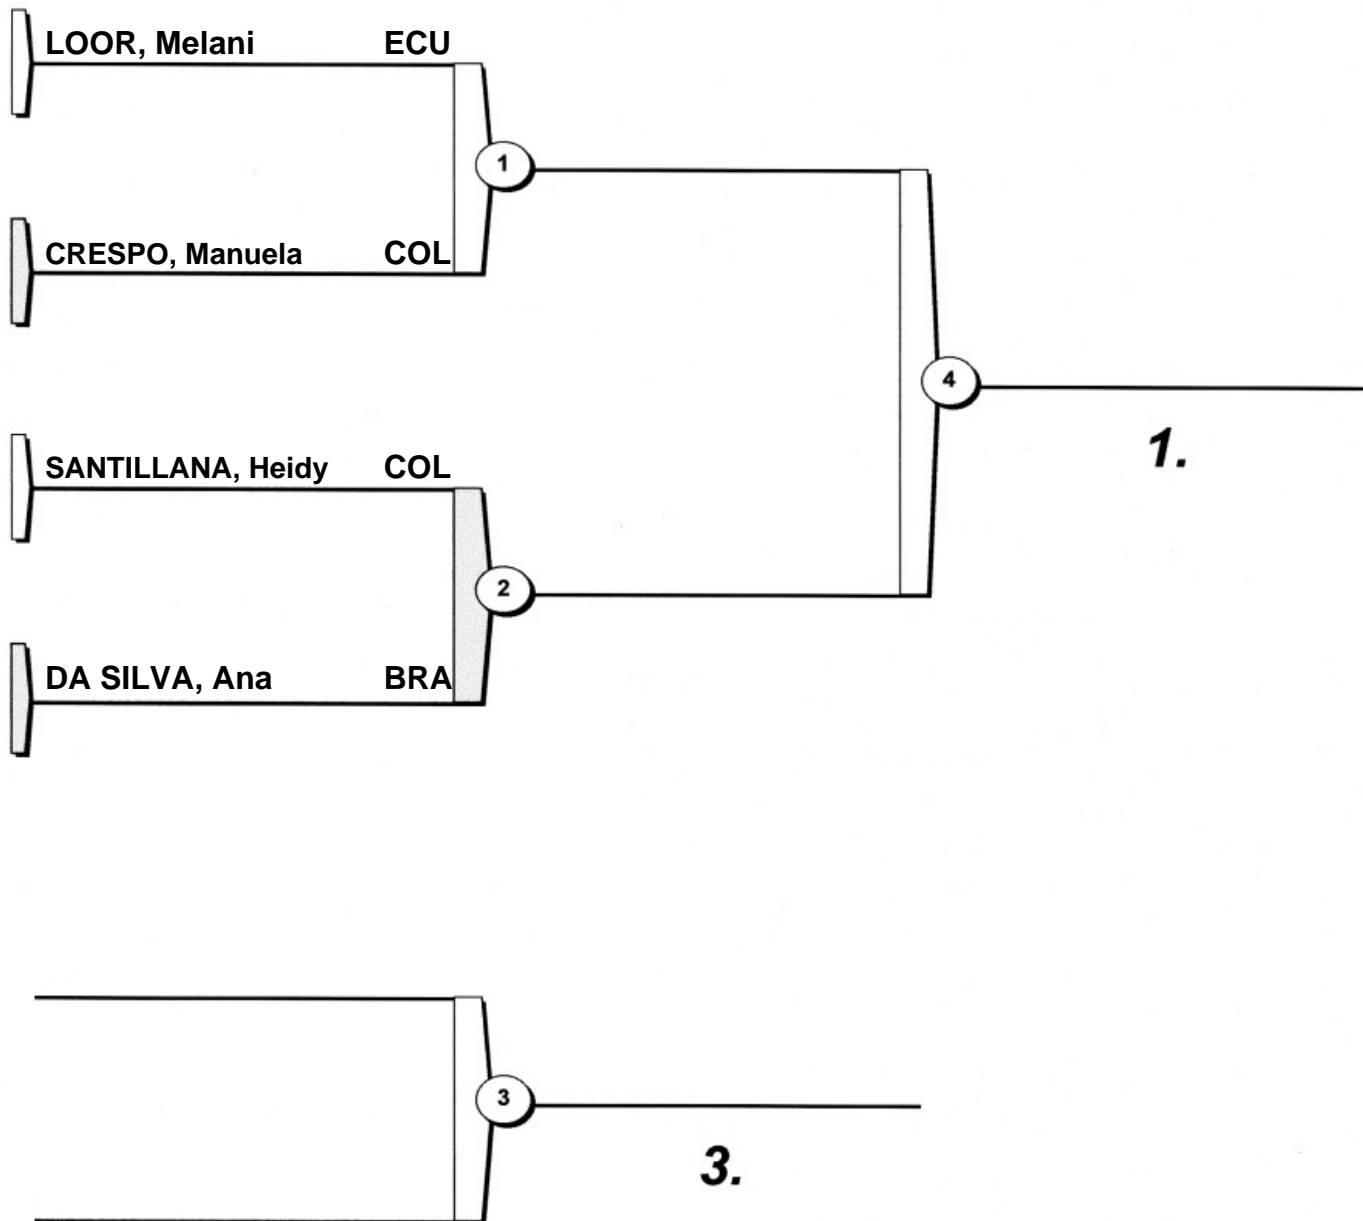 LOOR, Melani ECU
1
CRESPO, Manuela COL
4
1.
SANTILLANA, Heidy COL
2
DA SILVA, Ana BRA
3
3.